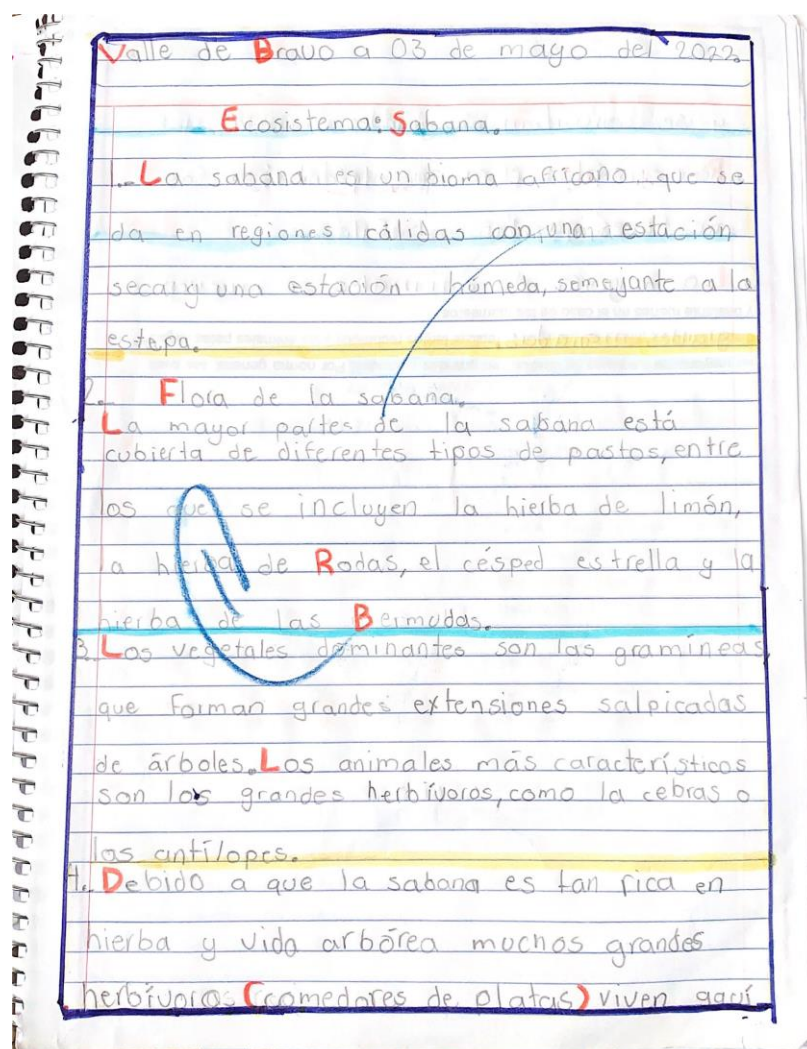 Valle de Bravo a 03 de mayo del 2022.
Ecosistema: Sabana.
1.- La sabána es un bioma africano que se
da en regiones cálidas con una estación
seca y una estación húmeda, semejante a la
estepa.
2.- Flora de la sabana.
La mayor partes de la sabana está
cubierta de diferentes tipos de pastos, entre
los que se incluyen la hierba de limón,
la hierba de Rodas, el césped estrella y la
hierba de las Bermudas.
3. Los vegetales dominantes son las gramíneas
que forman grandes extensiones salpicadas
de árboles. Los animales más característicos
son los grandes herbívoros, como la cebras o
los antílopes.
4. Debido a que la sabana es tan rica en
hierba y vida arbórea muchos grandes
herbívoros (comedores de platas) viven aquí